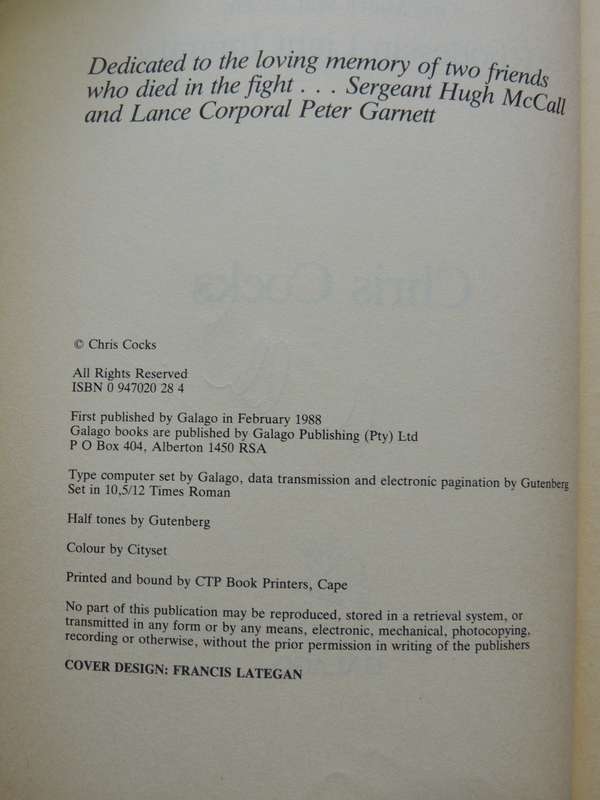 Dedicated to the loving memory of two friends
who died in the fight . . . Sergeant Hugh McCall
and Lance Corporal Peter Garnett
Chris Cocks
© Chris Cocks
All Rights Reserved
ISBN 0 947020 28 4
First published by Galago in February 1988
Galago books are published by Galago Publishing (Pty) Ltd
P O Box 404, Alberton 1450 RSA
Type computer set by Galago, data transmission and electronic pagination by Gutenberg
Set in 10,5/12 Times Roman
Half tones by Gutenberg
Colour by Cityset
Printed and bound by CTP Book Printers, Cape
No part of this publication may be reproduced, stored in a retrieval system, or
transmitted in any form or by any means, electronic, mechanical, photocopying,
recording or otherwise, without the prior permission in writing of the publishers
COVER DESIGN: FRANCIS LATEGAN